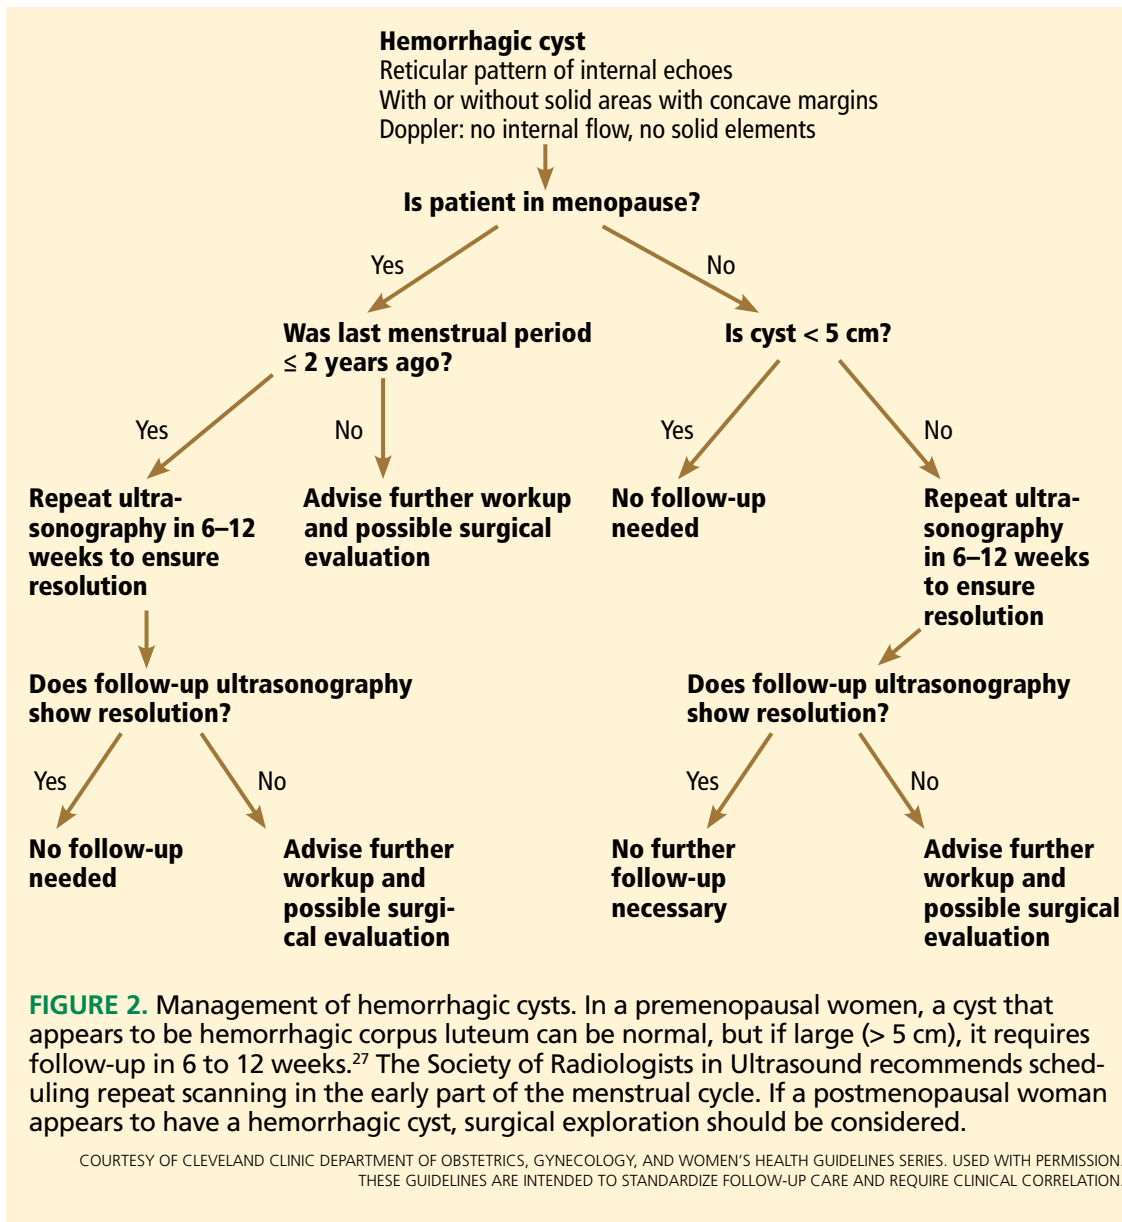 Hemorrhagic cyst
Reticular pattern of internal echoes
With or without solid areas with concave margins
Doppler: no internal flow, no solid elements
Is patient in menopause?
Yes
No
Was last menstrual period
≤ 2 years ago?
Is cyst < 5 cm?
Yes
No
Yes
No
Repeat ultra-
sonography in 6–12
weeks to ensure
resolution
Advise further workup
and possible surgical
evaluation
No follow-up
needed
Repeat ultra-
sonography
in 6–12 weeks
to ensure
resolution
Does follow-up ultrasonography
show resolution?
Does follow-up ultrasonography
show resolution?
Yes
No
Yes
No
No follow-up
needed
Advise further
workup and
possible surgi-
cal evaluation
No further
follow-up
necessary
Advise further
workup and
possible surgical
evaluation
FIGURE 2. Management of hemorrhagic cysts. In a premenopausal women, a cyst that
appears to be hemorrhagic corpus luteum can be normal, but if large (> 5 cm), it requires
follow-up in 6 to 12 weeks.27 The Society of Radiologists in Ultrasound recommends sched-
uling repeat scanning in the early part of the menstrual cycle. If a postmenopausal woman
appears to have a hemorrhagic cyst, surgical exploration should be considered.
COURTESY OF CLEVELAND CLINIC DEPARTMENT OF OBSTETRICS, GYNECOLOGY, AND WOMEN'S HEALTH GUIDELINES SERIES. USED WITH PERMISSION.
THESE GUIDELINES ARE INTENDED TO STANDARDIZE FOLLOW-UP CARE AND REQUIRE CLINICAL CORRELATION.